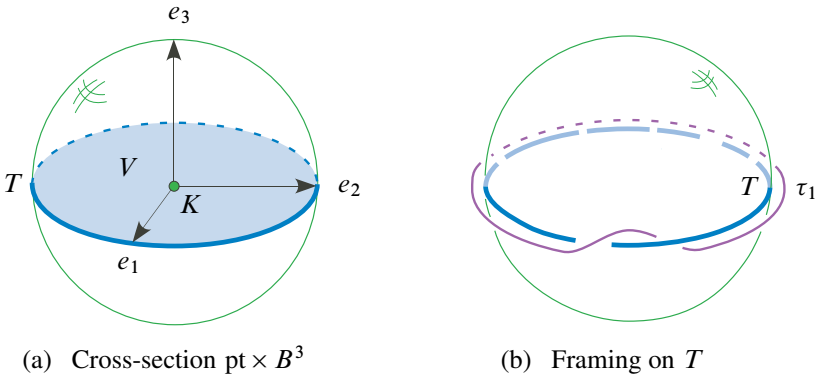 e₃
T
V
K
e₂
e₁
T
τ₁
(a) Cross-section pt × B³
(b) Framing on T